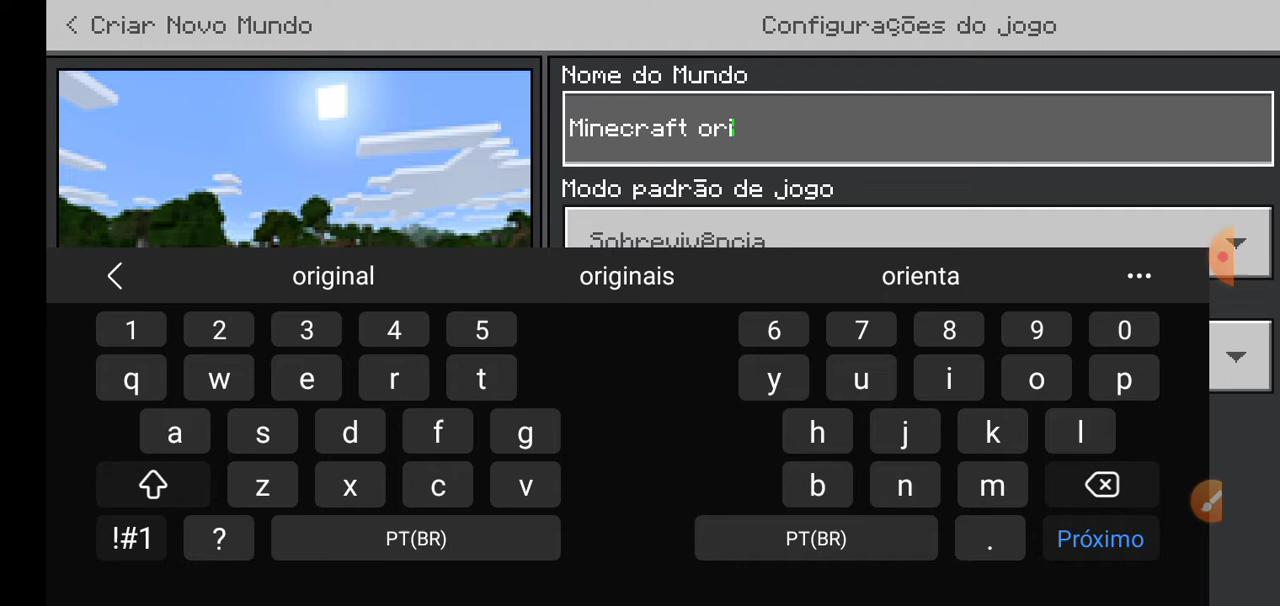 Criar Novo Mundo
Configurações do jogo
Nome do Mundo
Minecraft ori
Modo padrão de jogo
Sobrevivência
original originais orienta
1 2 3 4 5 6 7 8 9 0
q w e r t y u i o p
a s d f g h j k l
z x c v b n m
!#1 ? PT(BR) PT(BR) . Próximo